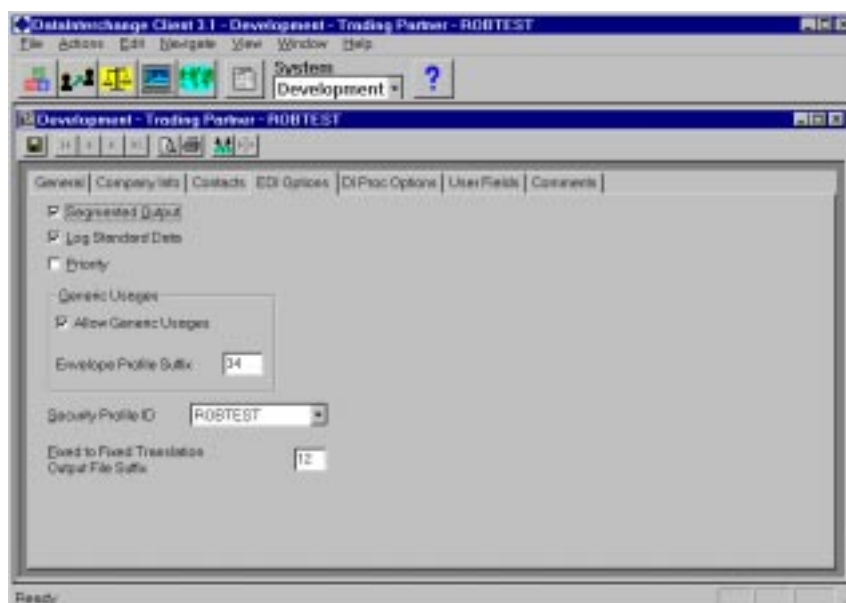 DataInterchange Client 3.1 - Development - Trading Partner - ROBTEST
File Actions Edit Navigate View Window Help
System
Development
?
Development - Trading Partner - ROBTEST
General Company Info Contacts EDI Options DI Proc Options User Fields Comments
Segmented Output
Log Standard Data
Priority
Generic Usages
Allow Generic Usages
Envelope Profile Suffix 34
Security Profile ID ROBTEST
Fixed to Fixed Translation
Output File Suffix 12
Ready